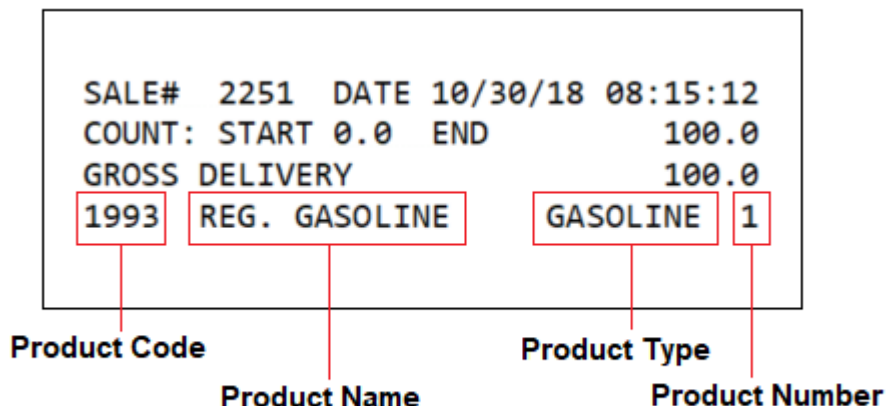 SALE# 2251 DATE 10/30/18 08:15:12
COUNT: START 0.0 END 100.0
GROSS DELIVERY 100.0
1993 REG. GASOLINE GASOLINE 1
Product Code Product Type
Product Name Product Number